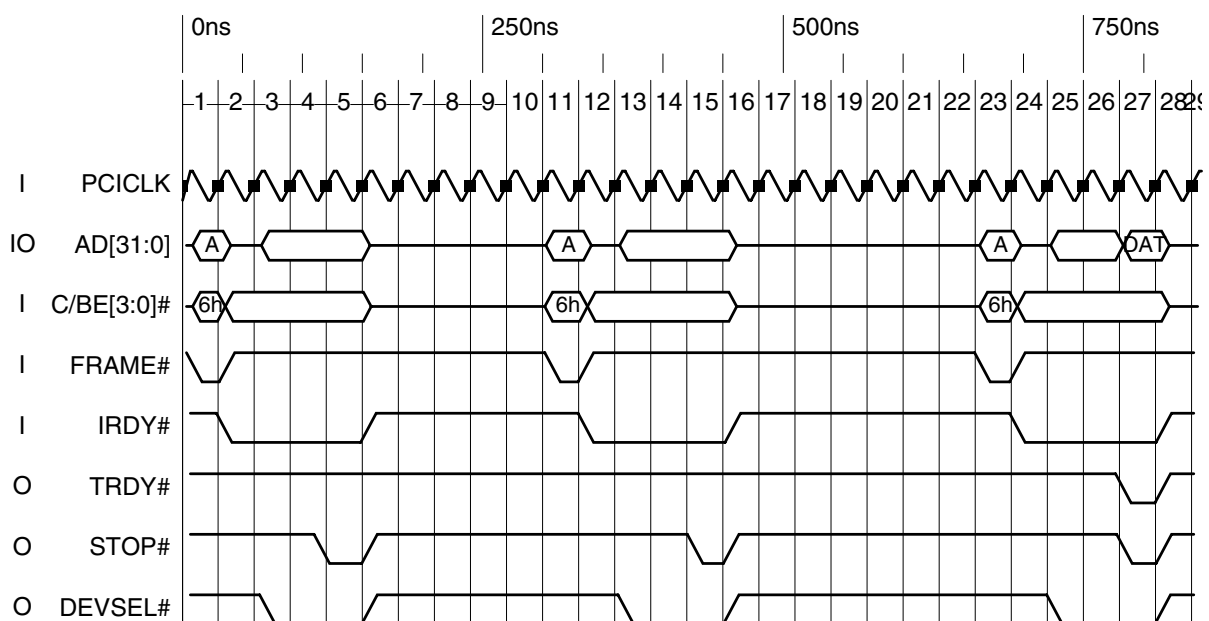 0ns 250ns 500ns 750ns
1 2 3 4 5 6 7 8 9 10 11 12 13 14 15 16 17 18 19 20 21 22 23 24 25 26 27 28 29
I PCICLK
IO AD[31:0] A A A DAT
I C/BE[3:0]# 6h 6h 6h
I FRAME#
I IRDY#
O TRDY#
O STOP#
O DEVSEL#